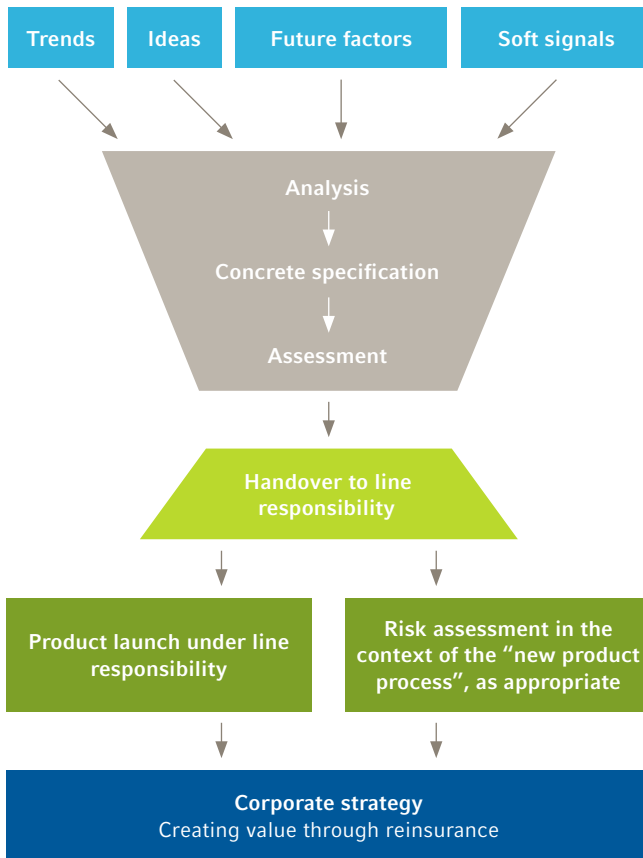 Trends
Ideas
Future factors
Soft signals
Analysis
Concrete specification
Assessment
Handover to line
responsibility
Product launch under line
responsibility
Risk assessment in the
context of the “new product
process”, as appropriate
Corporate strategy
Creating value through reinsurance